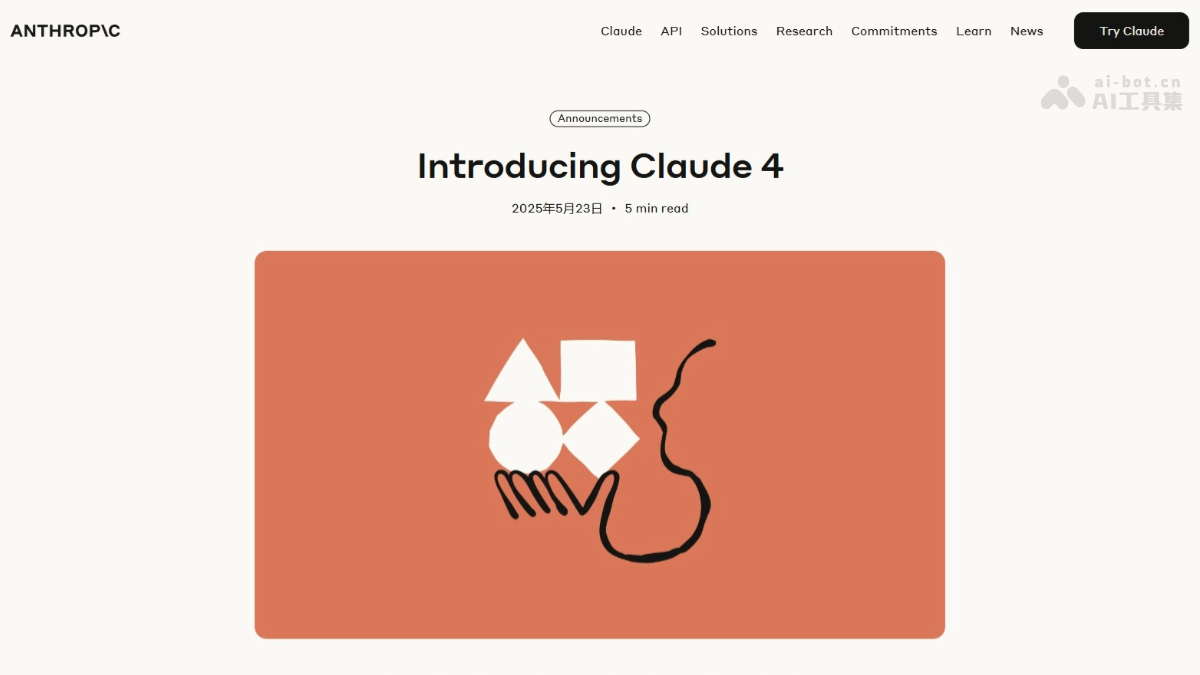 ANTHROP\C
Claude API Solutions Research Commitments Learn News Try Claude
ai-bot.cn
AI工具集
Announcements
Introducing Claude 4
2025年5月23日 • 5 min read